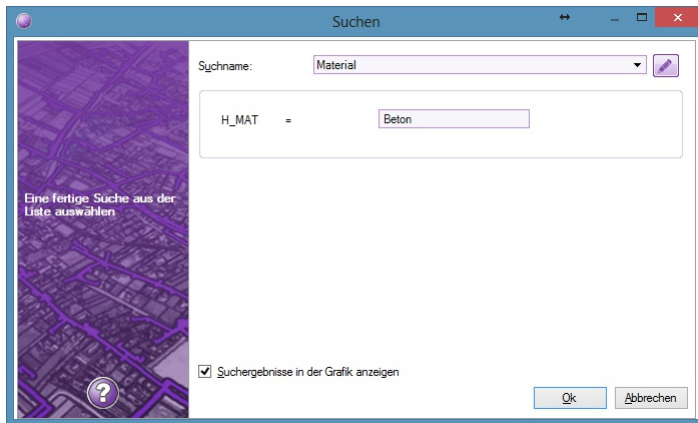 Suchen
Suchname: Material
H_MAT = Beton
Eine fertige Suche aus der
Liste auswählen
Suchergebnisse in der Grafik anzeigen
?
Ok Abbrechen